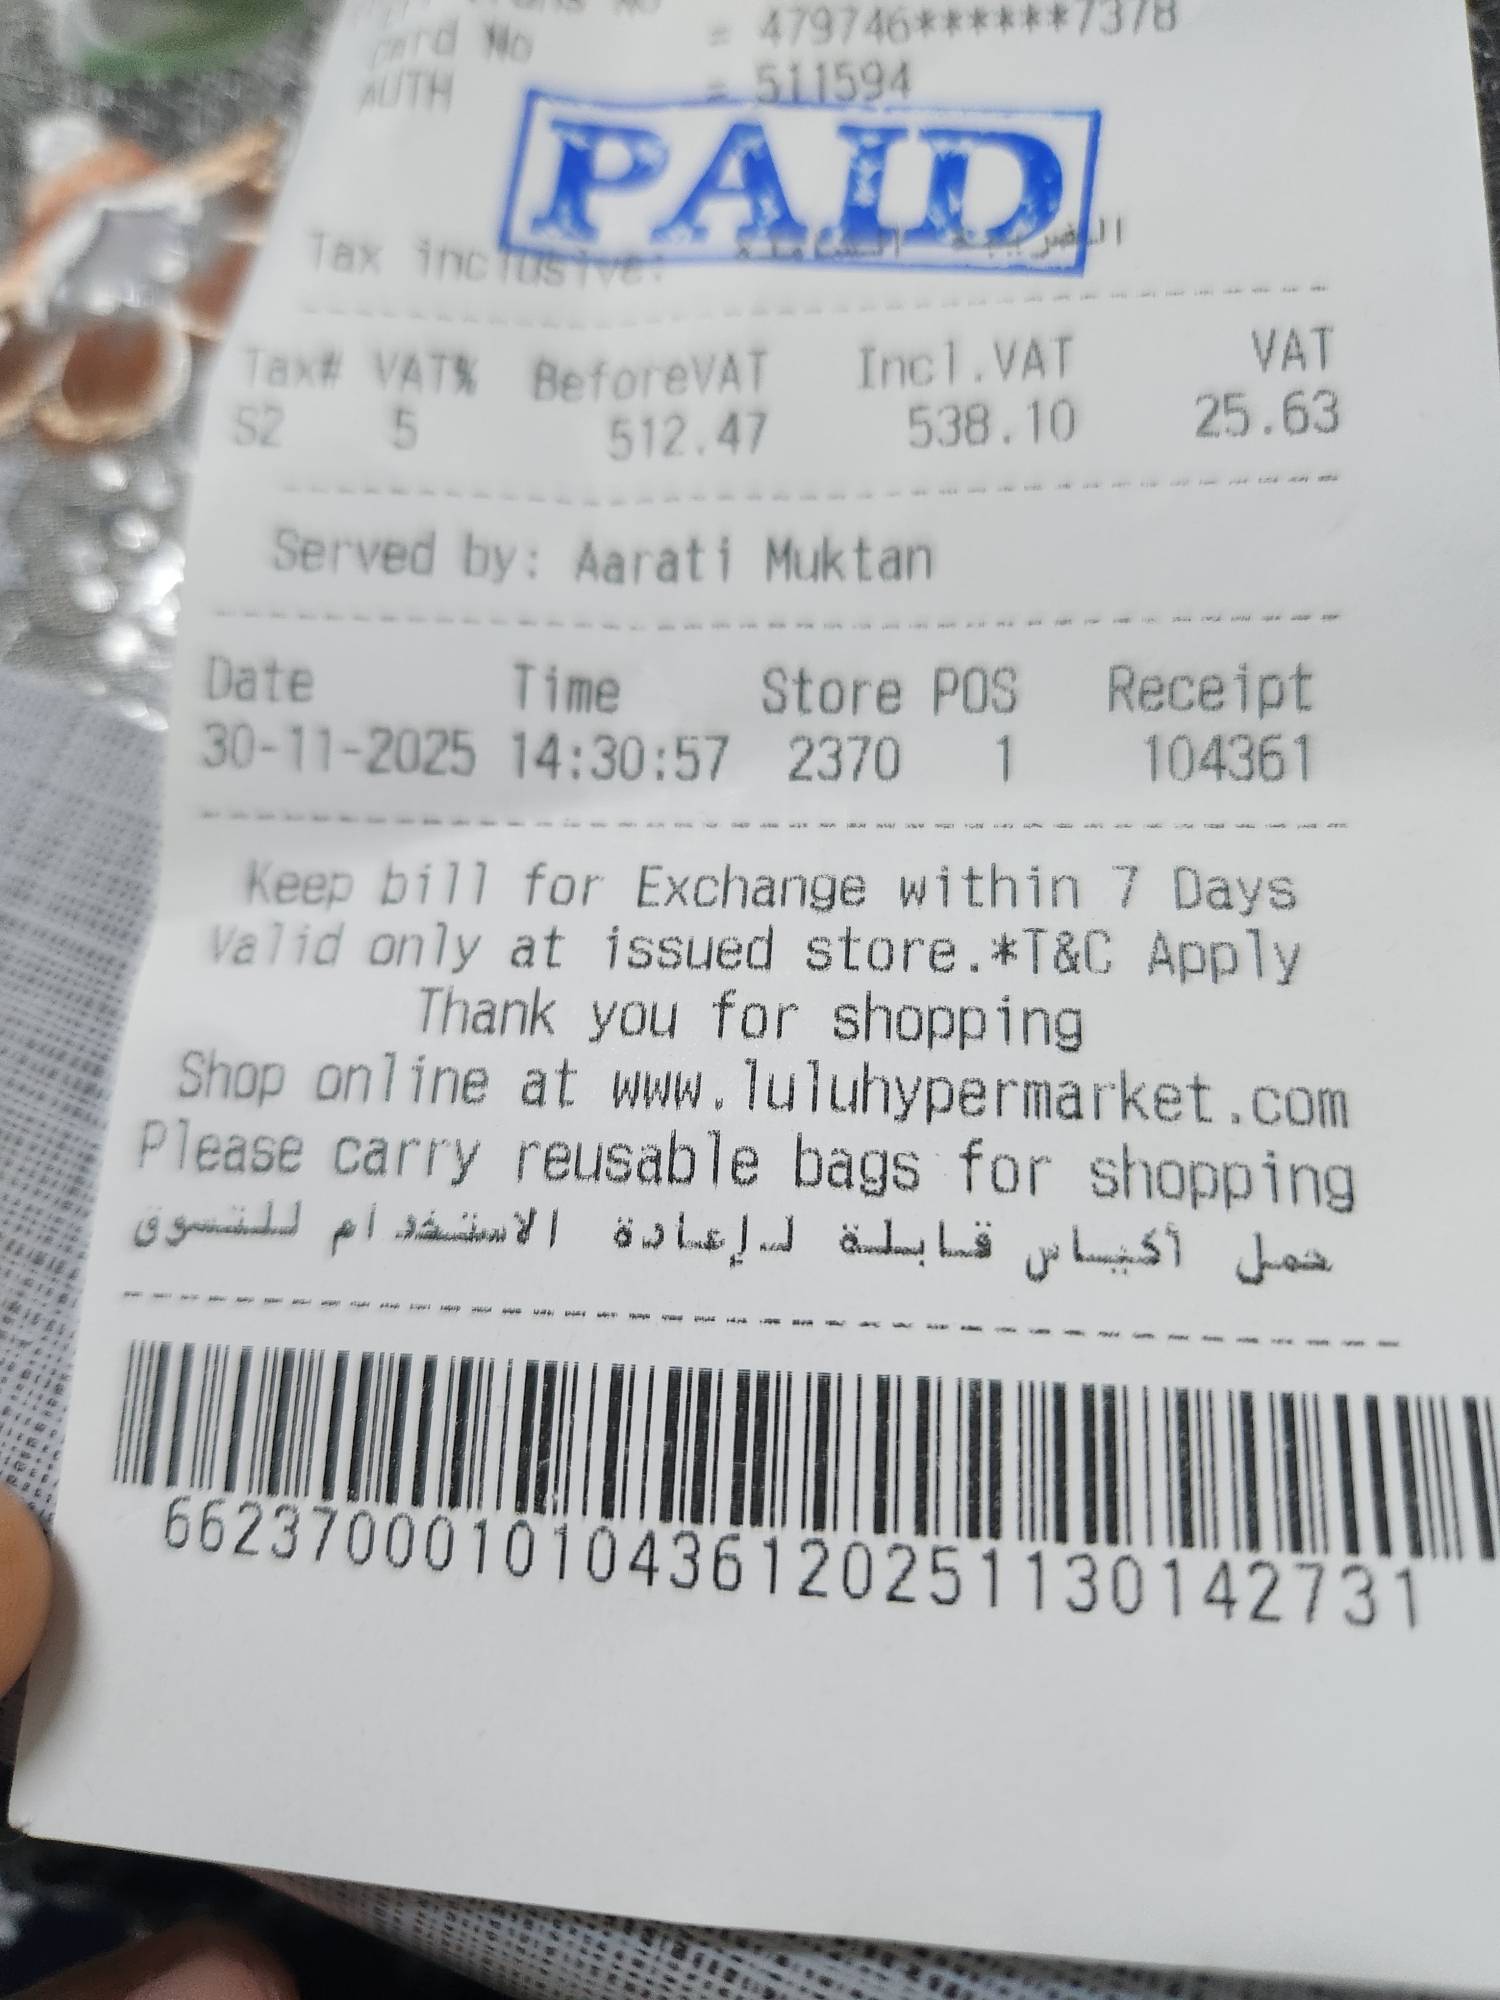 Card No = 479746******7378
AUTH = 511594
PAID
Tax inclusive: الضريبة الشاملة
Tax# VAT% BeforeVAT Incl.VAT VAT
S2 5 512.47 538.10 25.63
Served by: Aarati Muktan
Date Time Store POS Receipt
30-11-2025 14:30:57 2370 1 104361
Keep bill for Exchange within 7 Days
Valid only at issued store.*T&C Apply
Thank you for shopping
Shop online at www.luluhypermarket.com
Please carry reusable bags for shopping
حمل أكياس قابلة لإعادة الاستخدام للتسوق
662370001010436120251130142731